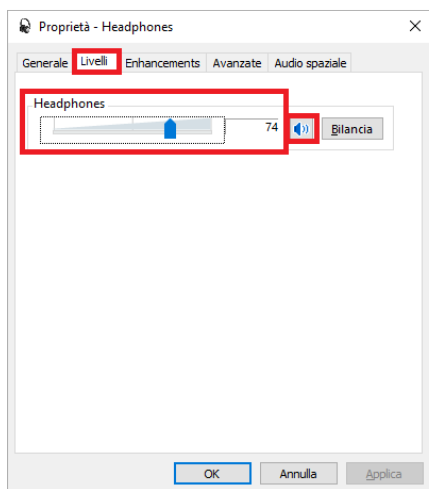 Proprietà - Headphones
Generale Livelli Enhancements Avanzate Audio spaziale
Headphones
74 Bilancia
OK Annulla Applica